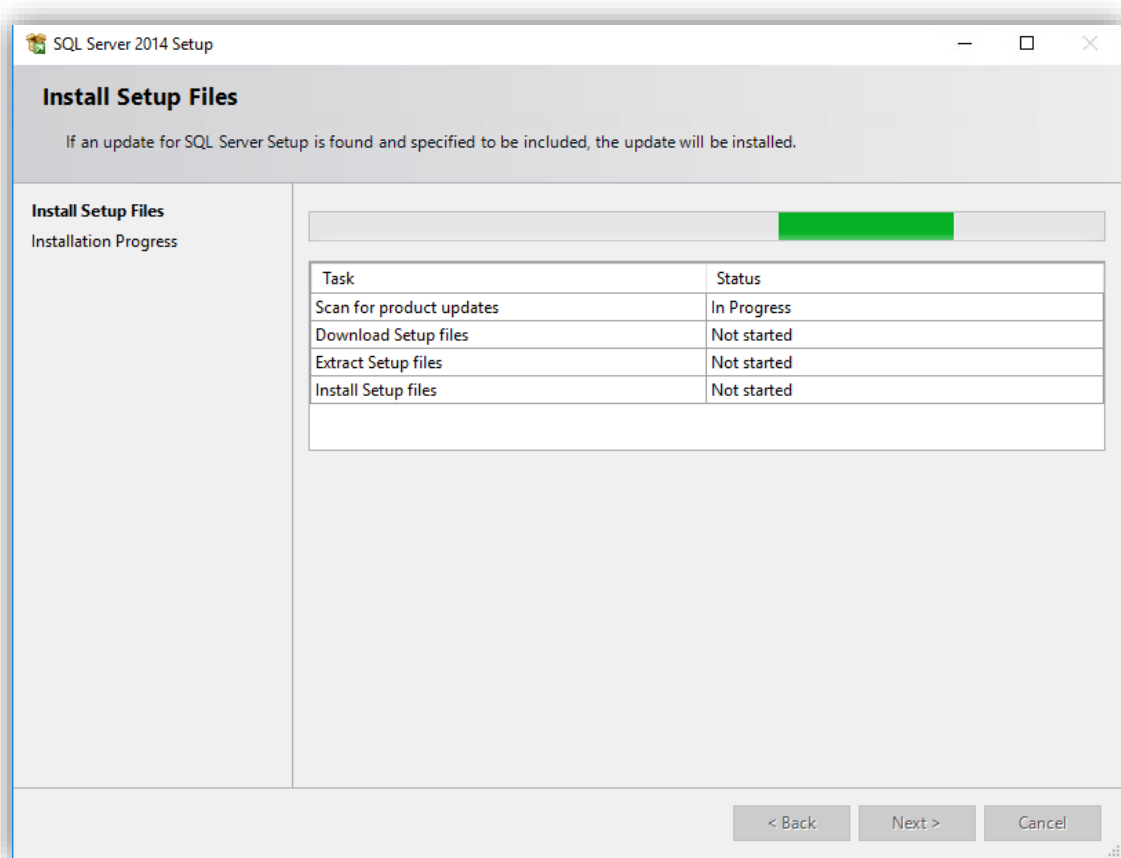 SQL Server 2014 Setup
Install Setup Files
If an update for SQL Server Setup is found and specified to be included, the update will be installed.
Install Setup Files
Installation Progress
Task Status
Scan for product updates In Progress
Download Setup files Not started
Extract Setup files Not started
Install Setup files Not started
< Back Next > Cancel